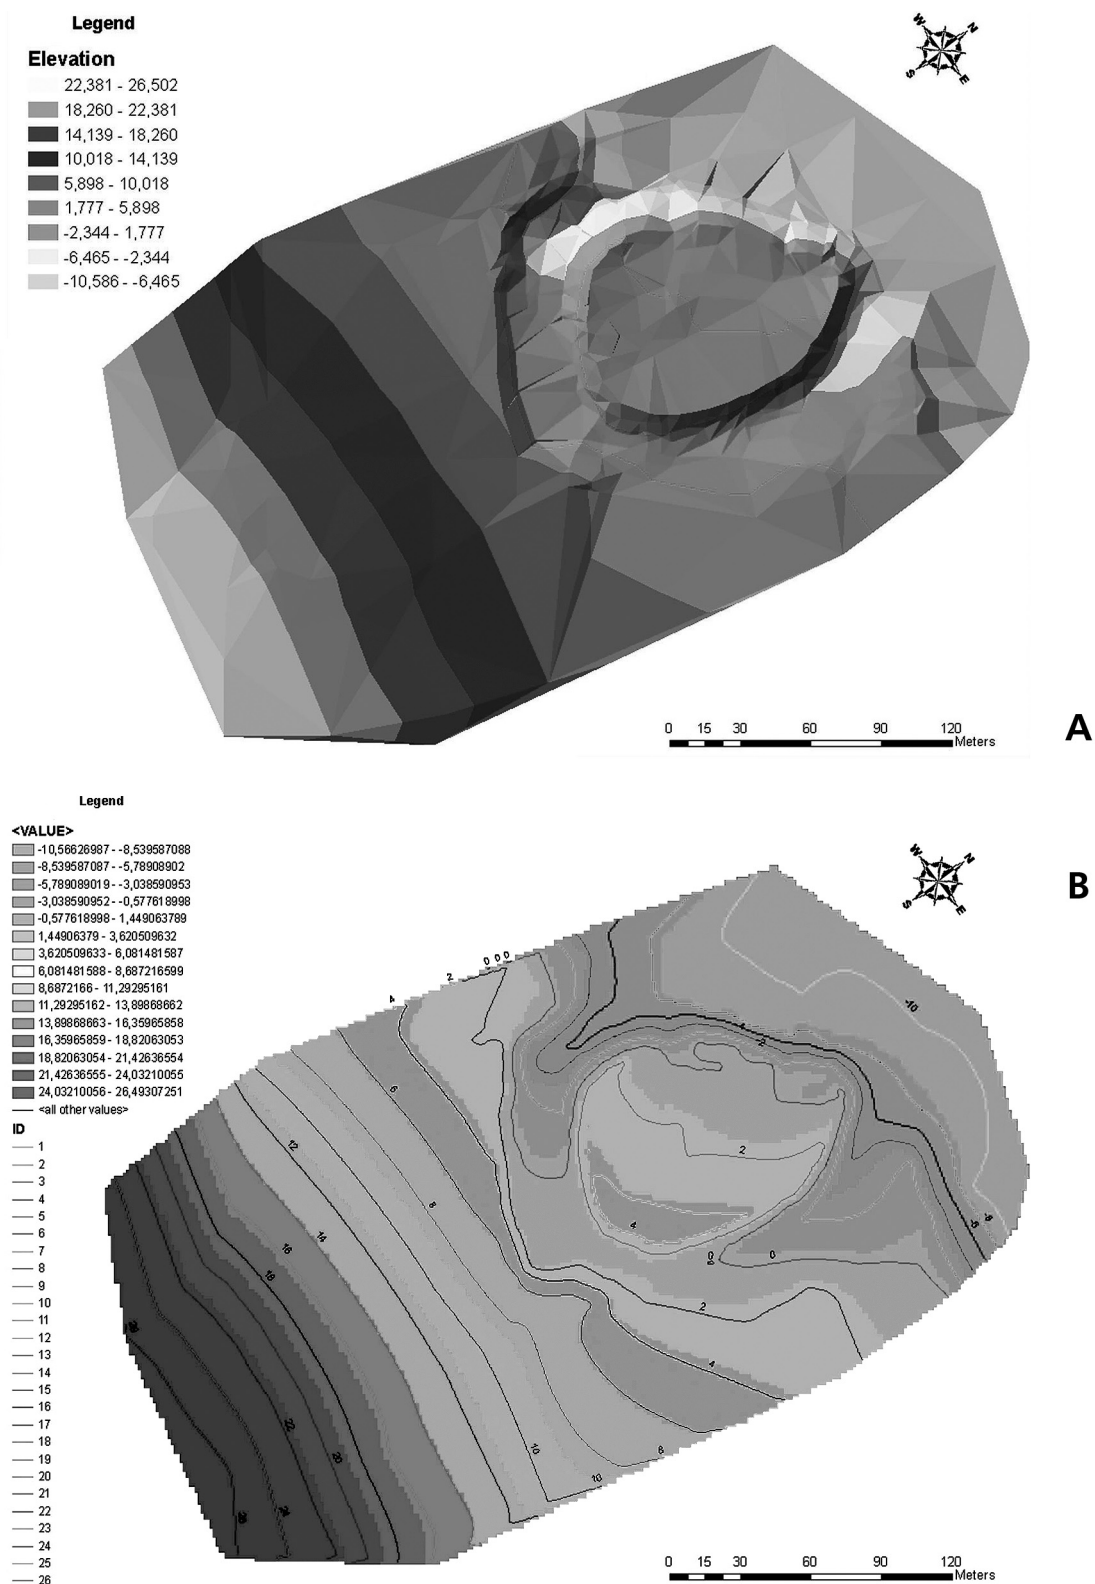 Legend
Elevation
22,381 - 26,502
18,260 - 22,381
14,139 - 18,260
10,018 - 14,139
5,898 - 10,018
1,777 - 5,898
-2,344 - 1,777
-6,465 - -2,344
-10,586 - -6,465
W N
S E
0 15 30 60 90 120
Meters
A
Legend
<VALUE>
-10,56626987 - -8,539587088
-8,539587087 - -5,78908902
-5,789089019 - -3,038590953
-3,038590952 - -0,577618998
-0,577618998 - 1,449063789
1,44906379 - 3,620509632
3,620509633 - 6,081481587
6,081481588 - 8,687216599
8,6872166 - 11,29295161
11,29295162 - 13,89868662
13,89868663 - 16,35965858
16,35965859 - 18,82063053
18,82063054 - 21,42636554
21,42636555 - 24,03210055
24,03210056 - 26,49307251
<all other values>
ID
1
2
3
4
5
6
7
8
9
10
11
12
13
14
15
16
17
18
19
20
21
22
23
24
25
26
W N
S E
B
0 0 0
2
4
-10
-2
6
2
12
8
4
14
16
18
0
0
2
-6
-8
4
22
20
10
10
8
0 15 30 60 90 120
Meters